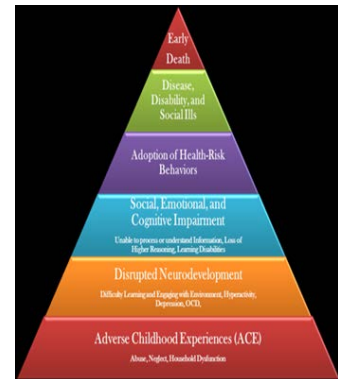 Early
Death
Disease,
Disability, and
Social Ills
Adoption of Health-Risk
Behaviors
Social, Emotional, and
Cognitive Impairment
Unable to process or understand Information, Loss of
Higher Reasoning, Learning Disabilities
Disrupted Neurodevelopment
Difficulty Learning and Engaging with Environment, Hyperactivity,
Depression, OCD,
Adverse Childhood Experiences (ACE)
Abuse, Neglect, Household Dysfunction